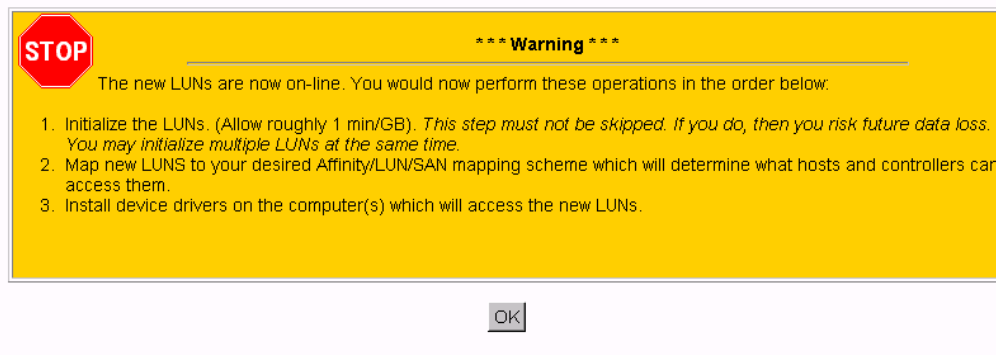 STOP
* * * Warning * * *
The new LUNs are now on-line. You would now perform these operations in the order below:
1. Initialize the LUNs. (Allow roughly 1 min/GB). This step must not be skipped. If you do, then you risk future data loss.
You may initialize multiple LUNs at the same time.
2. Map new LUNS to your desired Affinity/LUN/SAN mapping scheme which will determine what hosts and controllers can
access them.
3. Install device drivers on the computer(s) which will access the new LUNs.
OK